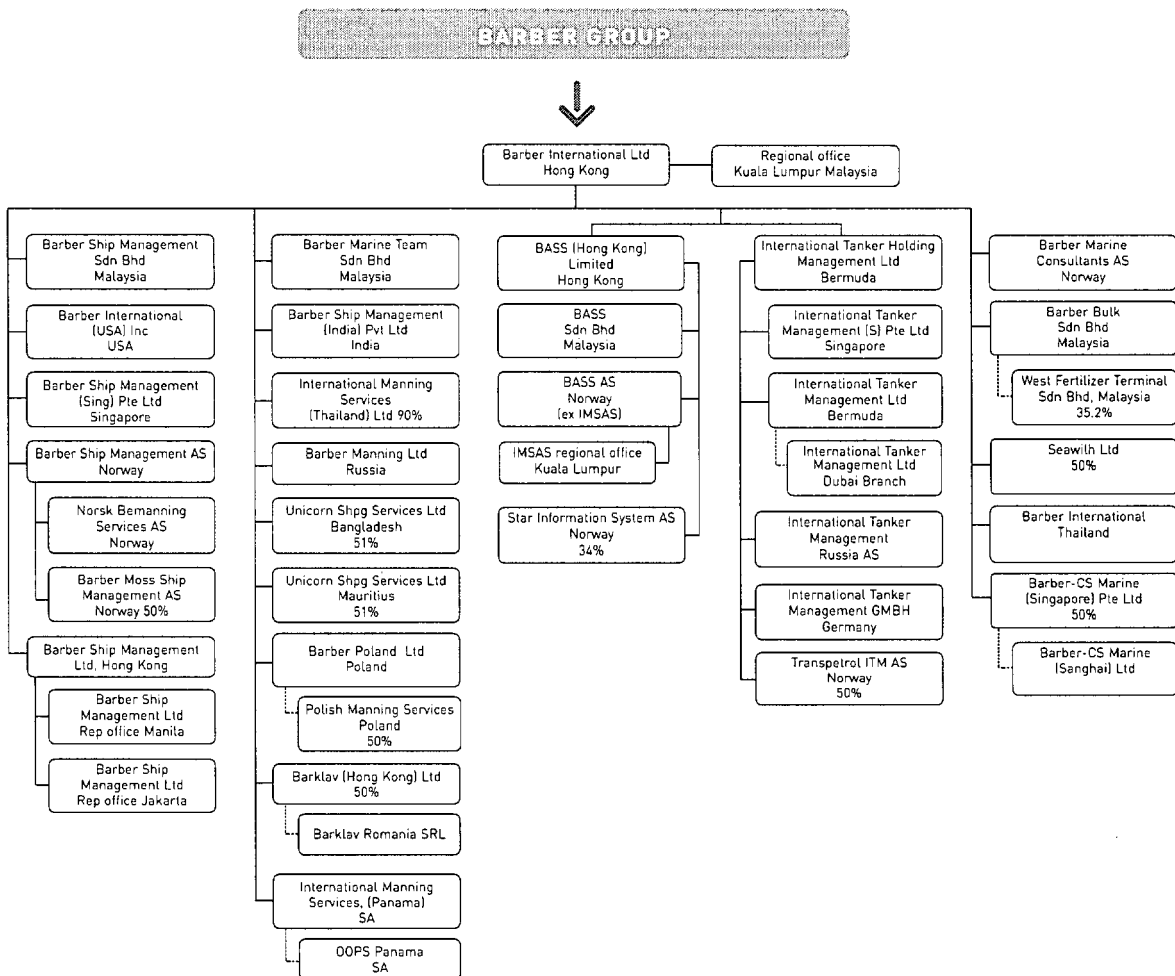 BARBER GROUP
Barber International Ltd
Hong Kong
Regional office
Kuala Lumpur Malaysia
Barber Ship Management
Sdn Bhd
Malaysia
Barber International
(USA) Inc
USA
Barber Ship Management
(Sing) Pte Ltd
Singapore
Barber Ship Management AS
Norway
Norsk Bemanning
Services AS
Norway
Barber Moss Ship
Management AS
Norway 50%
Barber Ship Management
Ltd, Hong Kong
Barber Ship
Management Ltd
Rep office Manila
Barber Ship
Management Ltd
Rep office Jakarta
Barber Marine Team
Sdn Bhd
Malaysia
Barber Ship Management
(India) Pvt Ltd
India
International Manning
Services
(Thailand) Ltd 90%
Barber Manning Ltd
Russia
Unicorn Shpg Services Ltd
Bangladesh
51%
Unicorn Shpg Services Ltd
Mauritius
51%
Barber Poland Ltd
Poland
Polish Manning Services
Poland
50%
Barklav (Hong Kong) Ltd
50%
Barklav Romania SRL
International Manning
Services, (Panama)
SA
OOPS Panama
SA
BASS (Hong Kong)
Limited
Hong Kong
BASS
Sdn Bhd
Malaysia
BASS AS
Norway
(ex IMSAS)
IMSAS regional office
Kuala Lumpur
Star Information System AS
Norway
34%
International Tanker Holding
Management Ltd
Bermuda
International Tanker
Management (S) Pte Ltd
Singapore
International Tanker
Management Ltd
Bermuda
International Tanker
Management Ltd
Dubai Branch
International Tanker
Management
Russia AS
International Tanker
Management GMBH
Germany
Transpetrol ITM AS
Norway
50%
Barber Marine
Consultants AS
Norway
Barber Bulk
Sdn Bhd
Malaysia
West Fertilizer Terminal
Sdn Bhd, Malaysia
35.2%
Seawith Ltd
50%
Barber International
Thailand
Barber-CS Marine
(Singapore) Pte Ltd
50%
Barber-CS Marine
(Sanghai) Ltd